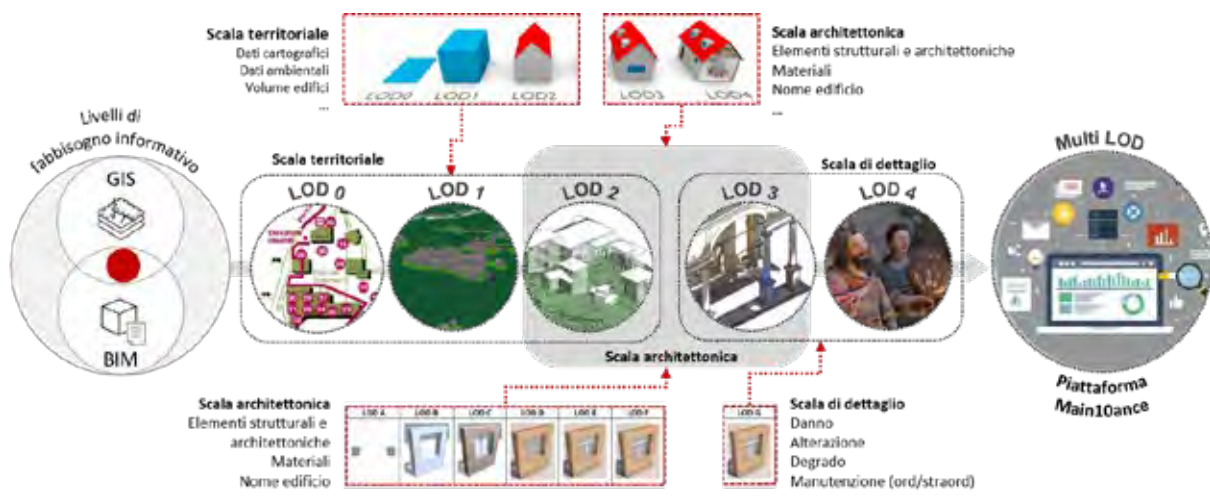 Scala territoriale
Dati cartografici
Dati ambientali
Volume edifici
...
LOD0 LOD1 LOD2
LOD3 LOD4
Scala architettonica
Elementi strutturali e architettoniche
Materiali
Nome edificio
...
Livelli di
fabbisogno informativo
GIS
BIM
Scala territoriale
LOD 0
LOD 1
LOD 2
Scala di dettaglio
LOD 3
LOD 4
Scala architettonica
Multi LOD
Piattaforma
Main10ance
Scala architettonica
Elementi strutturali e
architettoniche
Materiali
Nome edificio
LOD A LOD B LOD C LOD D LOD E LOD F
LOD G
Scala di dettaglio
Danno
Alterazione
Degrado
Manutenzione (ord/straord)